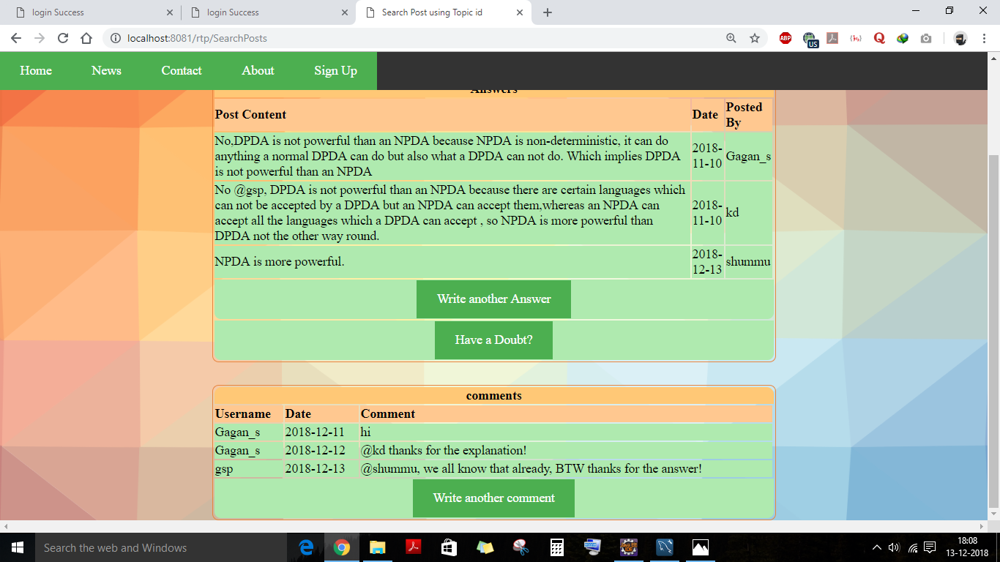 login Success
login Success
Search Post using Topic id
localhost:8081/rtp/SearchPosts
ABP
US
Home News Contact About Sign Up
Answers
Post Content Date Posted
By
No,DPDA is not powerful than an NPDA because NPDA is non-deterministic, it can do
anything a normal DPDA can do but also what a DPDA can not do. Which implies DPDA
is not powerful than an NPDA
2018-
11-10
Gagan_s
No @gsp, DPDA is not powerful than an NPDA because there are certain languages which
can not be accepted by a DPDA but an NPDA can accept them,whereas an NPDA can
accept all the languages which a DPDA can accept , so NPDA is more powerful than
DPDA not the other way round.
2018-
11-10
kd
NPDA is more powerful.
2018-
12-13
shummu
Write another Answer
Have a Doubt?
comments
Username Date Comment
Gagan_s 2018-12-11 hi
Gagan_s 2018-12-12 @kd thanks for the explanation!
gsp 2018-12-13 @shummu, we all know that already, BTW thanks for the answer!
Write another comment
Search the web and Windows
18:08
13-12-2018